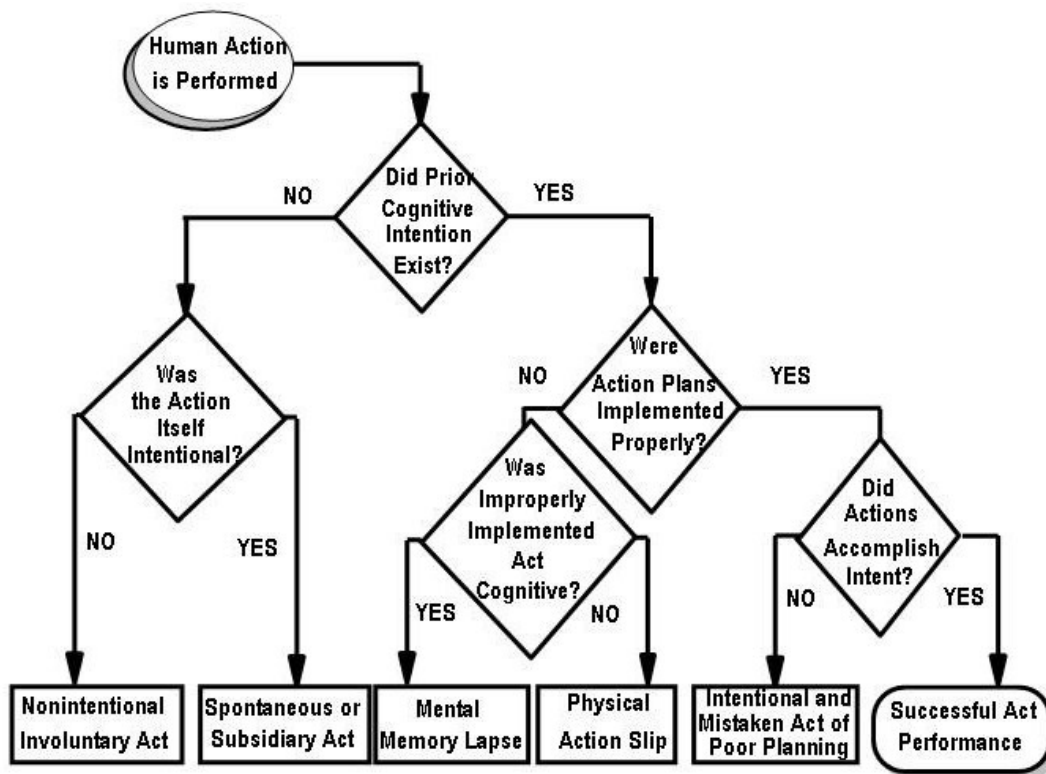 Human Action
is Performed
Did Prior
Cognitive
Intention
Exist?
NO
YES
Was
the Action
Itself
Intentional?
NO
YES
Were
Action Plans
Implemented
Properly?
NO
YES
Was
Improperly
Implemented
Act
Cognitive?
YES
NO
Did
Actions
Accomplish
Intent?
NO
YES
Nonintentional
Involuntary Act
Spontaneous or
Subsidiary Act
Mental
Memory Lapse
Physical
Action Slip
Intentional and
Mistaken Act of
Poor Planning
Successful Act
Performance